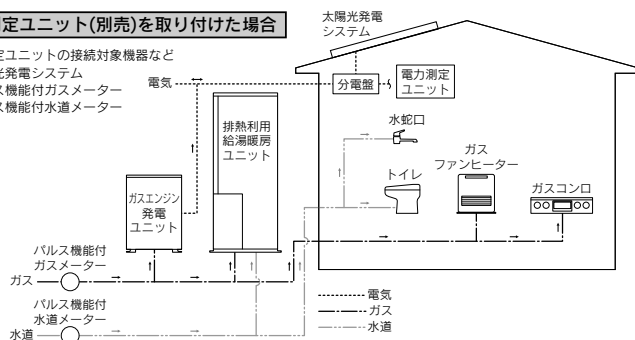 定ユニット(別売)を取り付けた場合
定ユニットの接続対象機器など
光発電システム
ス機能付ガスメーター
ス機能付水道メーター
太陽光発電
システム
電気
分電盤
電力測定
ユニット
排熱利用
給湯暖房
ユニット
水蛇口
ガス
ファンヒーター
トイレ
ガスコンロ
ガスエンジン
発電
ユニット
パルス機能付
ガスメーター
ガス
パルス機能付
水道メーター
水道
電気
ガス
水道